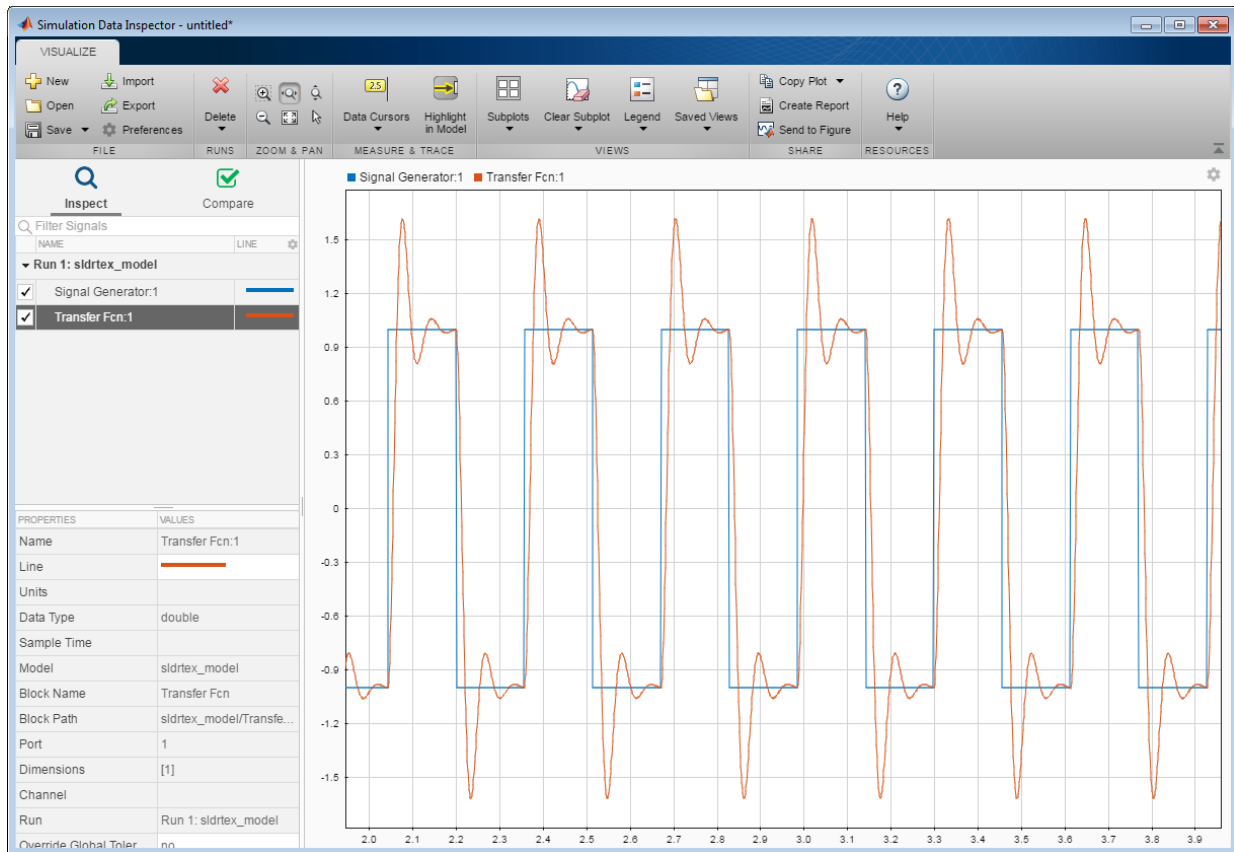 Simulation Data Inspector - untitled*
VISUALIZE
New Import
Open Export
Save Preferences
FILE
Delete
RUNS
ZOOM & PAN
2.5
Data Cursors
Highlight
in Model
MEASURE & TRACE
Subplots
Clear Subplot
Legend
Saved Views
VIEWS
Copy Plot
Create Report
Send to Figure
SHARE
?
Help
RESOURCES
Inspect Compare
Filter Signals
NAME LINE
Run 1: sldrtex_model
Signal Generator:1
Transfer Fcn:1
PROPERTIES VALUES
Name Transfer Fcn:1
Line
Units
Data Type double
Sample Time
Model sldrtex_model
Block Name Transfer Fcn
Block Path sldrtex_model/Transfe...
Port 1
Dimensions [1]
Channel
Run Run 1: sldrtex_model
Override Global Toler no
Signal Generator:1 Transfer Fcn:1
1.5
1.2
0.9
0.6
0.3
0
-0.3
-0.6
-0.9
-1.2
-1.5
2.0 2.1 2.2 2.3 2.4 2.5 2.6 2.7 2.8 2.9 3.0 3.1 3.2 3.3 3.4 3.5 3.6 3.7 3.8 3.9